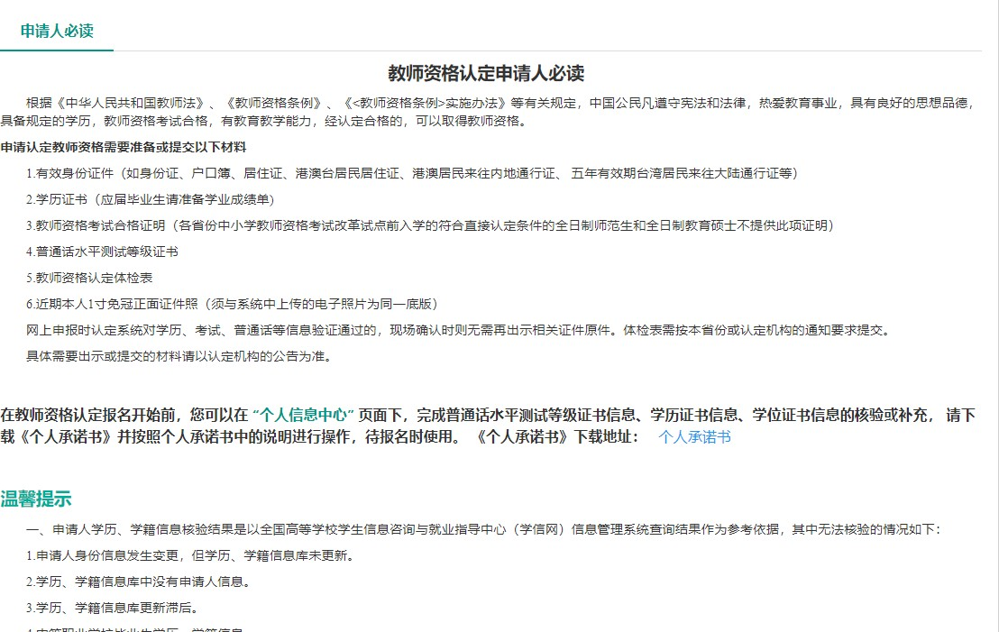 申请人必读
教师资格认定申请人必读
根据《中华人民共和国教师法》、《教师资格条例》、《<教师资格条例>实施办法》等有关规定，中国公民凡遵守宪法和法律，热爱教育事业，具有良好的思想品德，
具备规定的学历，教师资格考试合格，有教育教学能力，经认定合格的，可以取得教师资格。
申请认定教师资格需要准备或提交以下材料
1.有效身份证件（如身份证、户口簿、居住证、港澳台居民居住证、港澳居民来往内地通行证、 五年有效期台湾居民来往大陆通行证等）
2.学历证书（应届毕业生请准备学业成绩单）
3.教师资格考试合格证明（各省份中小学教师资格考试改革试点前入学的符合直接认定条件的全日制师范生和全日制教育硕士不提供此项证明）
4.普通话水平测试等级证书
5.教师资格认定体检表
6.近期本人1寸免冠正面证件照（须与系统中上传的电子照片为同一底版）
网上申报时认定系统对学历、考试、普通话等信息验证通过的，现场确认时则无需再出示相关证件原件。体检表需按本省份或认定机构的通知要求提交。
具体需要出示或提交的材料请以认定机构的公告为准。
在教师资格认定报名开始前，您可以在 “个人信息中心” 页面下，完成普通话水平测试等级证书信息、学历证书信息、学位证书信息的核验或补充， 请下
载《个人承诺书》并按照个人承诺书中的说明进行操作，待报名时使用。 《个人承诺书》下载地址： 个人承诺书
温馨提示
一、申请人学历、学籍信息核验结果是以全国高等学校学生信息咨询与就业指导中心（学信网）信息管理系统查询结果作为参考依据，其中无法核验的情况如下：
1.申请人身份信息发生变更，但学历、学籍信息库未更新。
2.学历、学籍信息库中没有申请人信息。
3.学历、学籍信息库更新滞后。